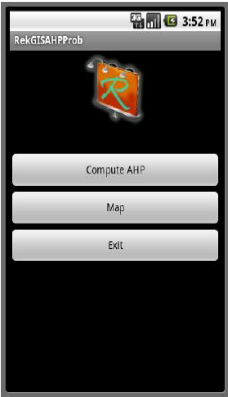 3:52 PM
RekGISAHPProb
R
Compute AHP
Map
Exit